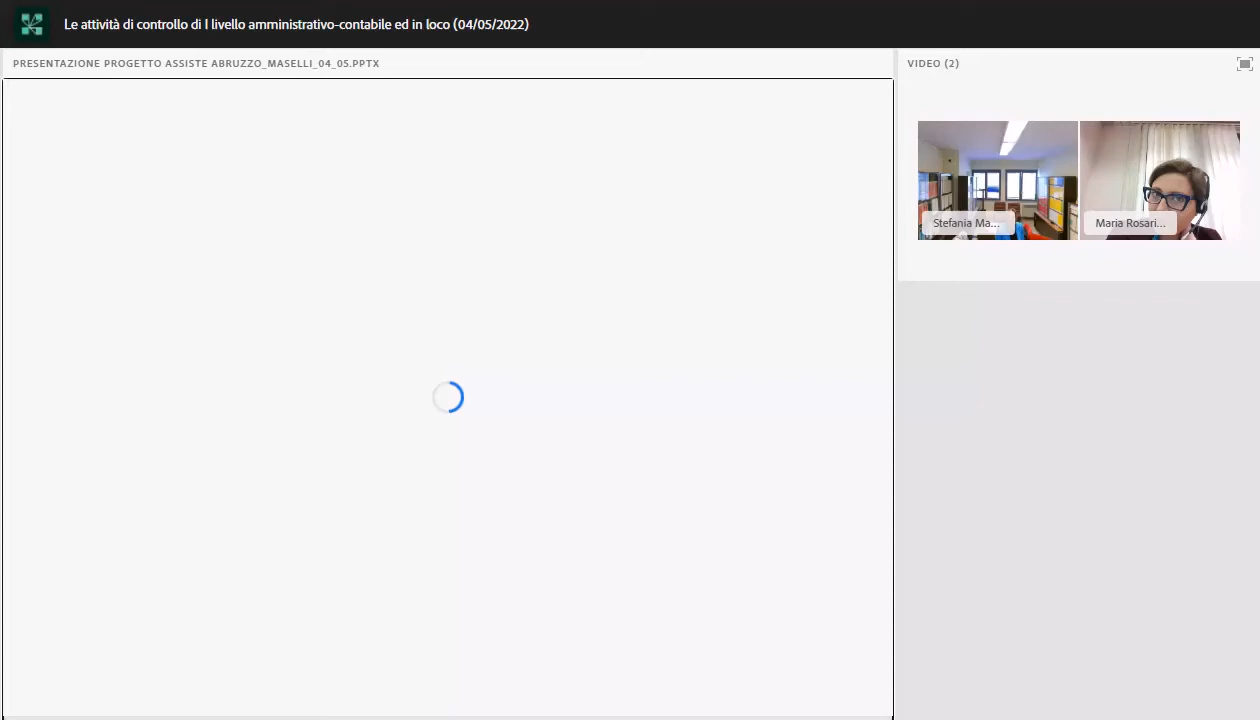 Le attività di controllo di I livello amministrativo-contabile ed in loco (04/05/2022)
PRESENTAZIONE PROGETTO ASSISTE ABRUZZO_MASELLI_04_05.PPTX
VIDEO (2)
Stefania Ma...
Maria Rosari...